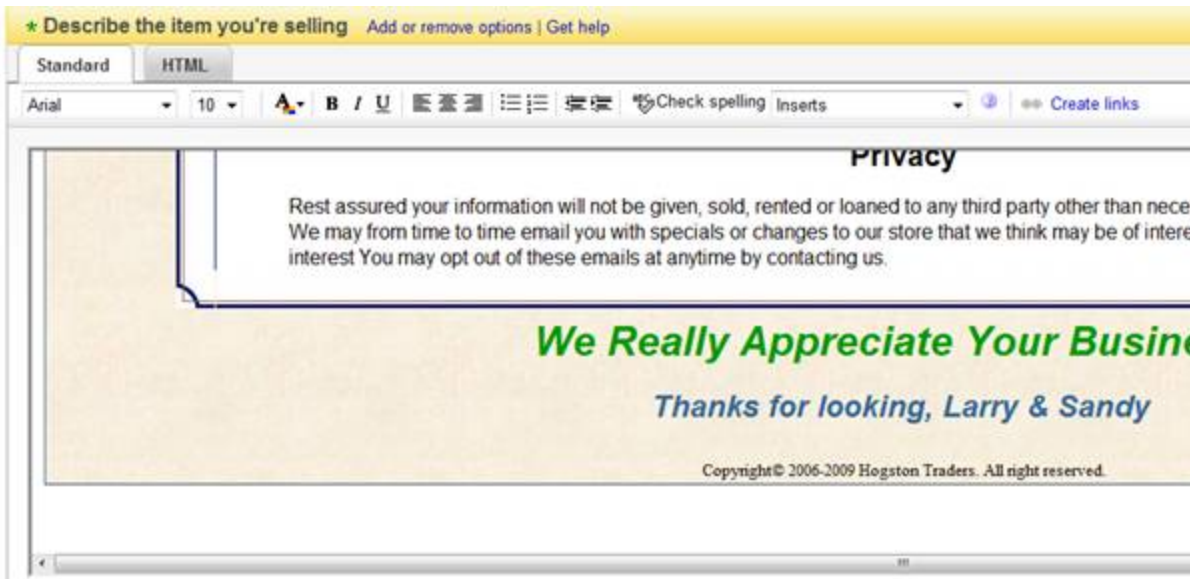 * Describe the item you're selling Add or remove options | Get help
Standard HTML
Arial 10 A B I U Check spelling Inserts Create links
Privacy
Rest assured your information will not be given, sold, rented or loaned to any third party other than nece
We may from time to time email you with specials or changes to our store that we think may be of intere
interest You may opt out of these emails at anytime by contacting us.
We Really Appreciate Your Busine
Thanks for looking, Larry & Sandy
Copyright© 2006-2009 Hogston Traders. All right reserved.